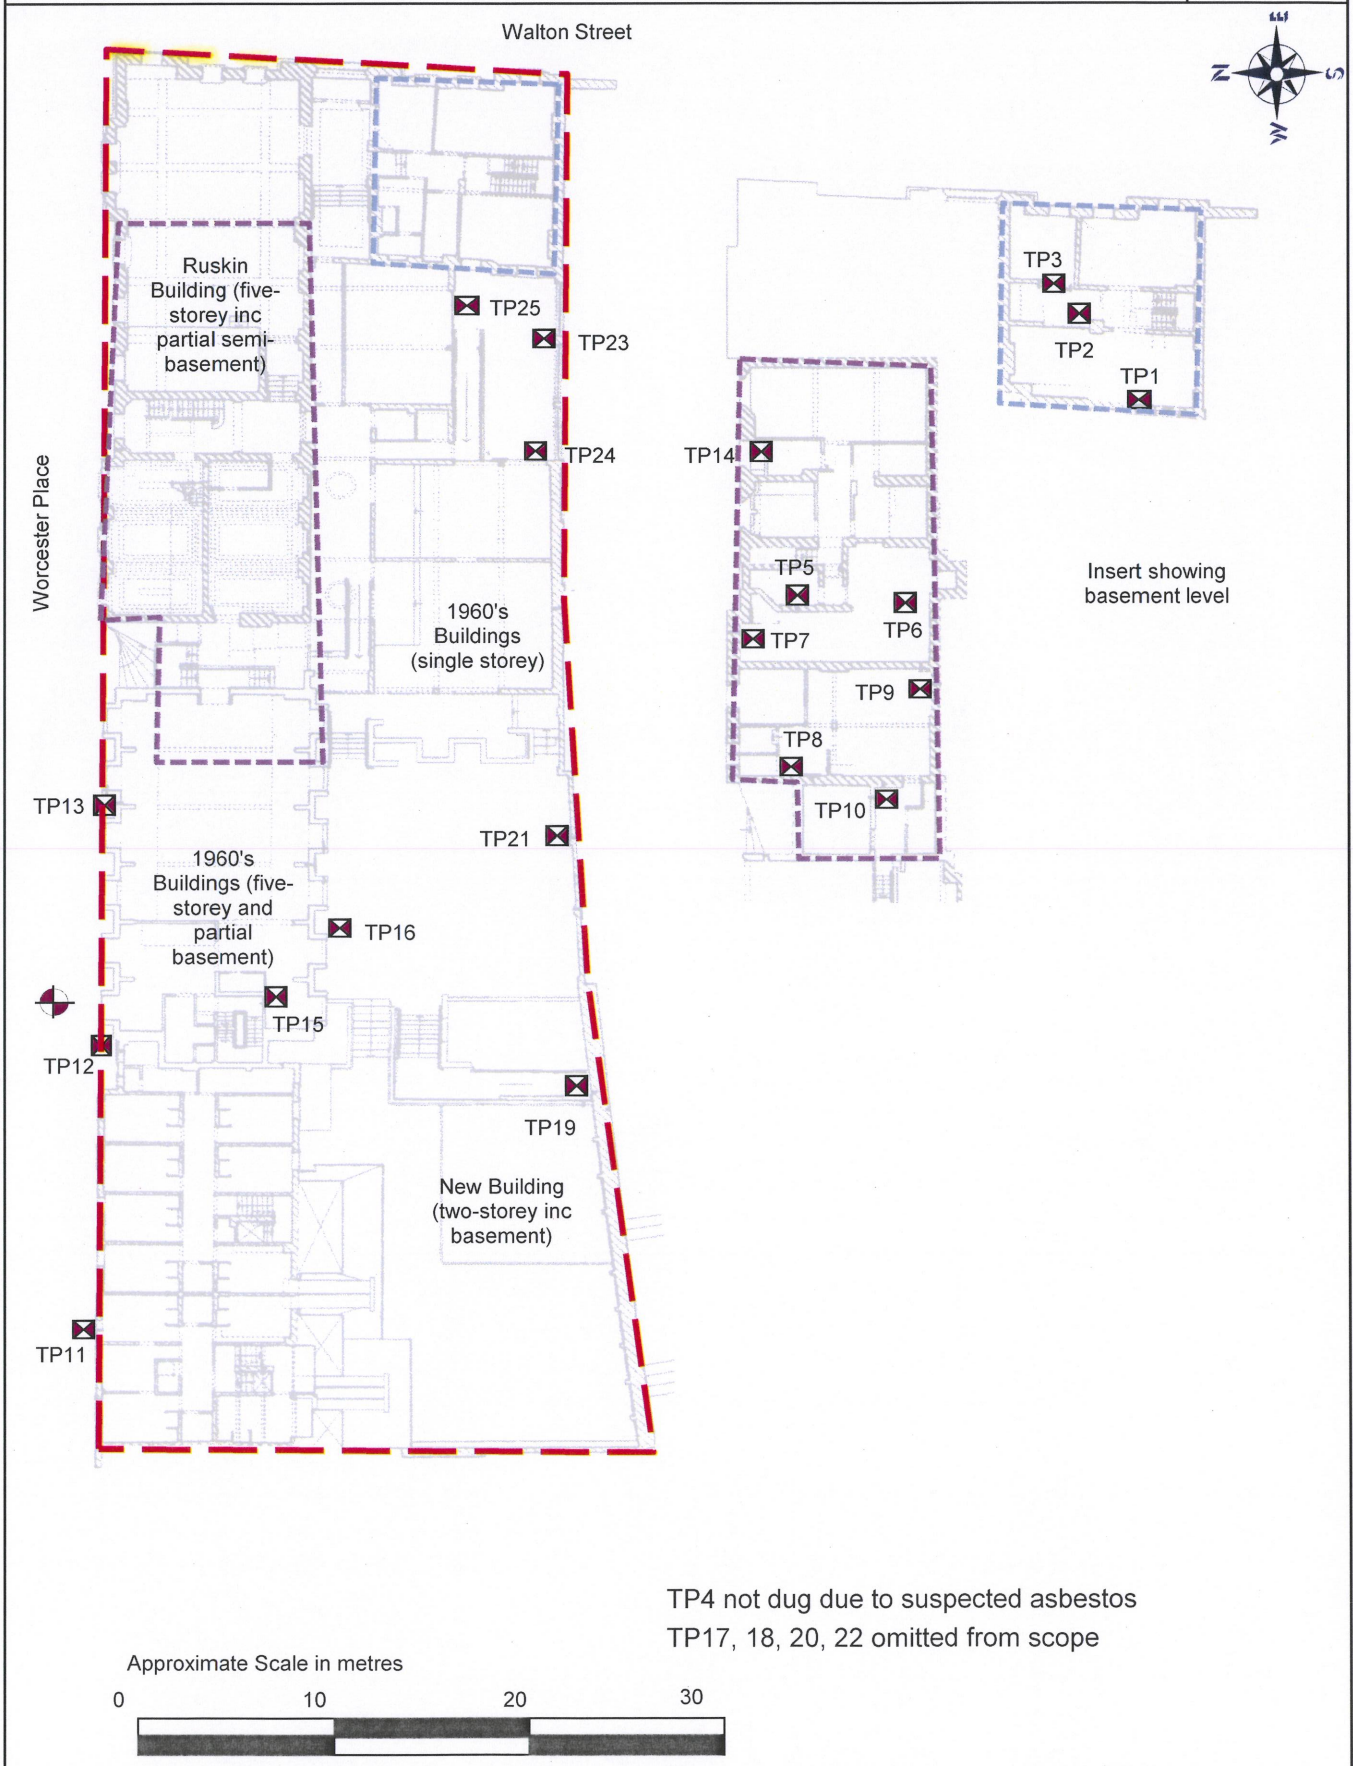 Walton Street
E
N
S
W
Ruskin
Building (five-
storey inc
partial semi-
basement)
TP25
TP23
TP24
Worcester Place
1960's
Buildings
(single storey)
TP3
TP2
TP1
TP14
TP5
TP6
TP7
TP9
TP8
TP10
Insert showing
basement level
TP13
TP21
1960's
Buildings (five-
storey and
partial
basement)
TP16
TP15
TP12
TP19
New Building
(two-storey inc
basement)
TP11
TP4 not dug due to suspected asbestos
TP17, 18, 20, 22 omitted from scope
Approximate Scale in metres
0 10 20 30